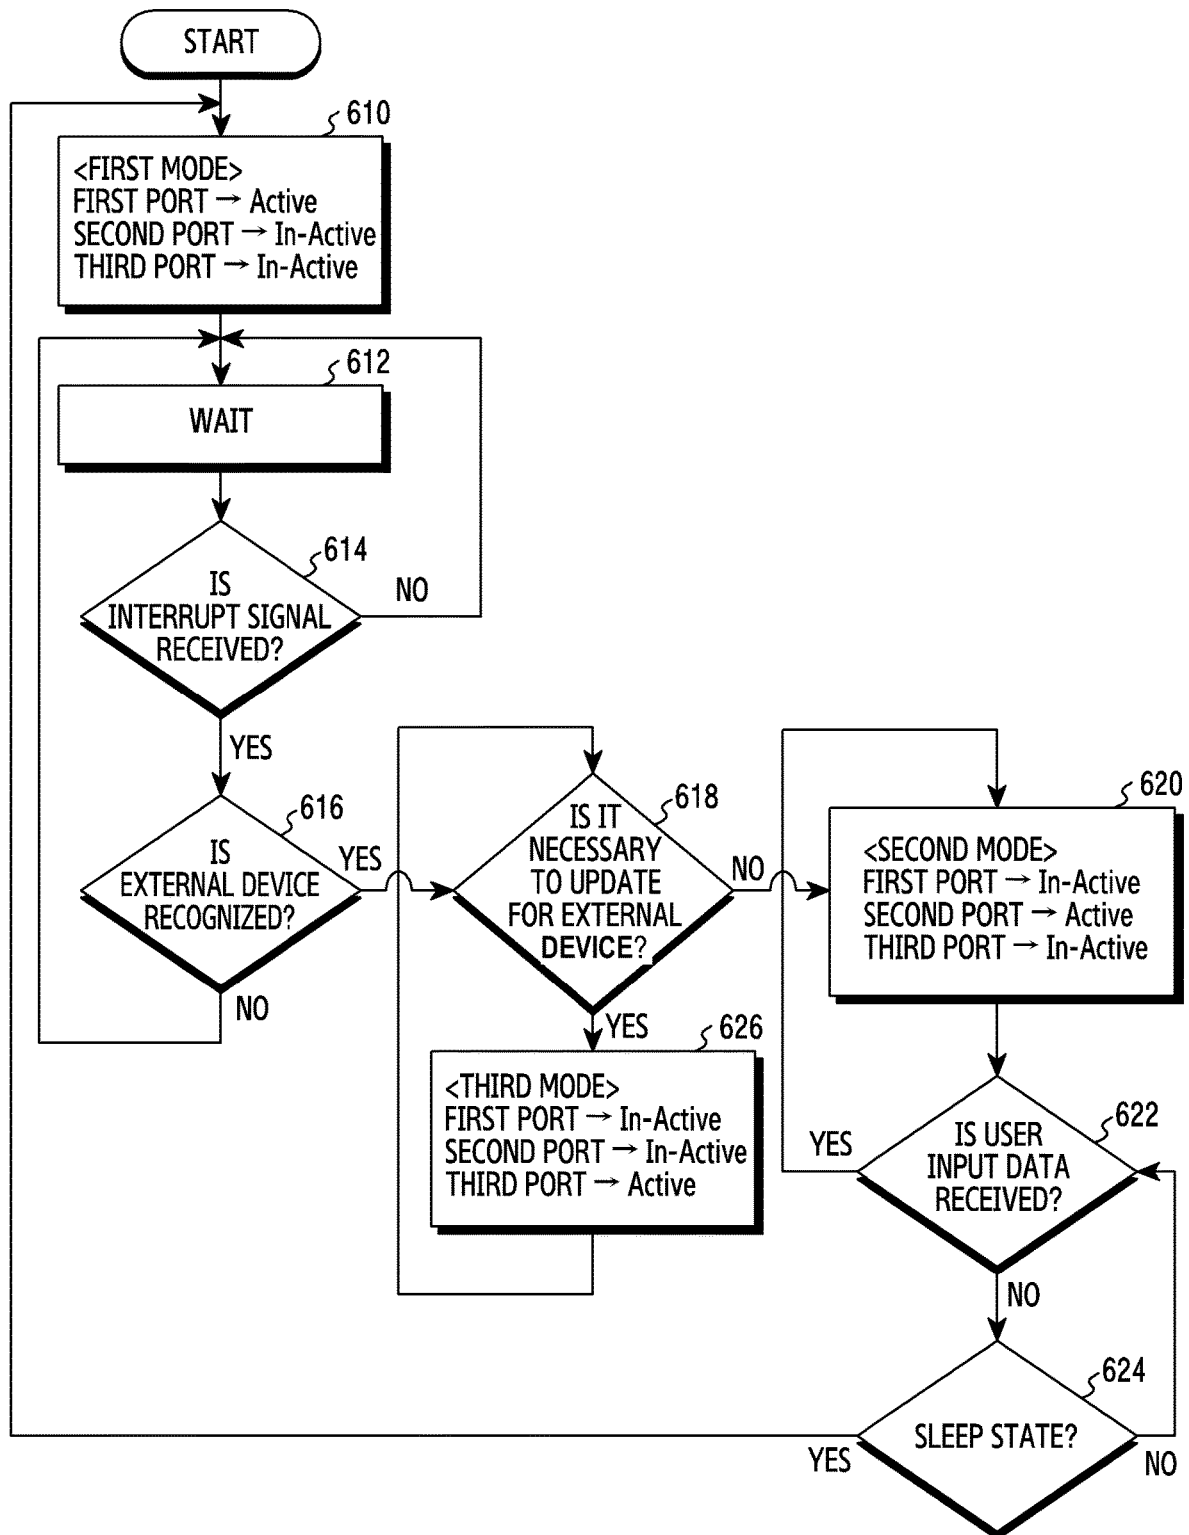 START
610
<FIRST MODE>
FIRST PORT → Active
SECOND PORT → In-Active
THIRD PORT → In-Active
612
WAIT
614
IS
INTERRUPT SIGNAL
RECEIVED?
NO
YES
616
IS
EXTERNAL DEVICE
RECOGNIZED?
YES
NO
618
IS IT
NECESSARY
TO UPDATE
FOR EXTERNAL
DEVICE?
NO
YES
620
<SECOND MODE>
FIRST PORT → In-Active
SECOND PORT → Active
THIRD PORT → In-Active
626
<THIRD MODE>
FIRST PORT → In-Active
SECOND PORT → In-Active
THIRD PORT → Active
622
IS USER
INPUT DATA
RECEIVED?
YES
NO
624
SLEEP STATE?
YES
NO